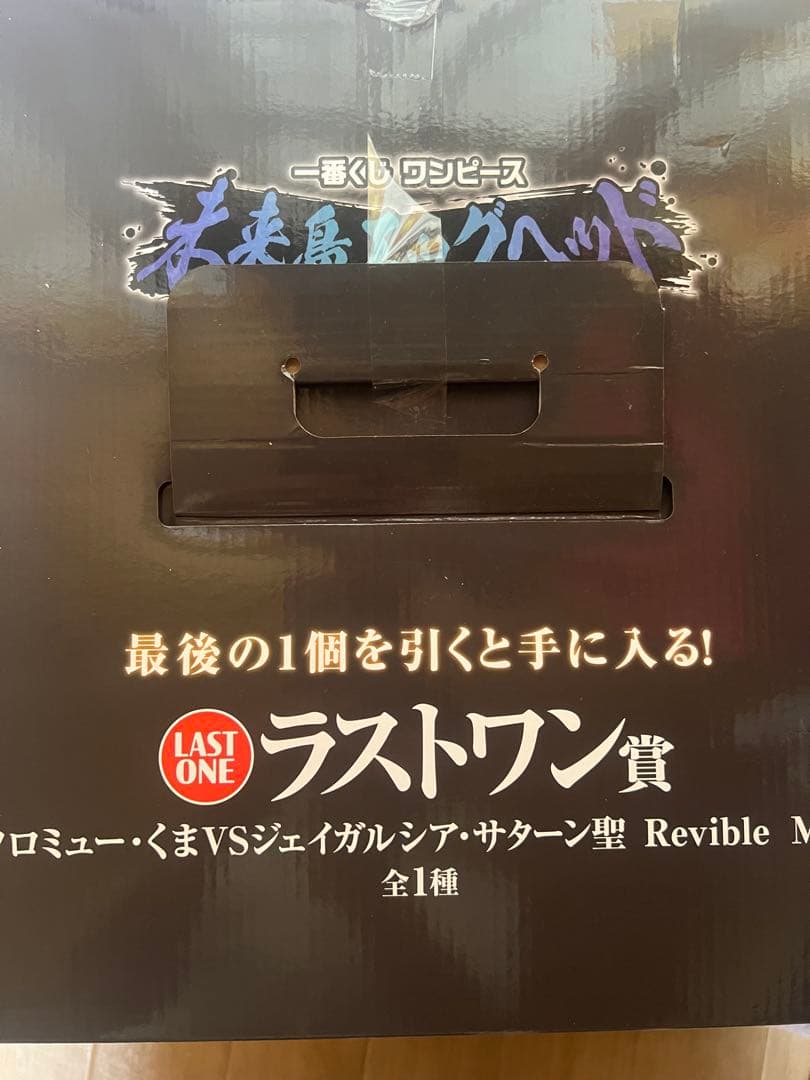 一番くじ ワンピース
未来島 ッグヘッド
最後の1個を引くと手に入る!
LAST
ONE
ラストワン賞
ロミュー・くまVSジェイガルシア・サターン聖 Revible M
全1種